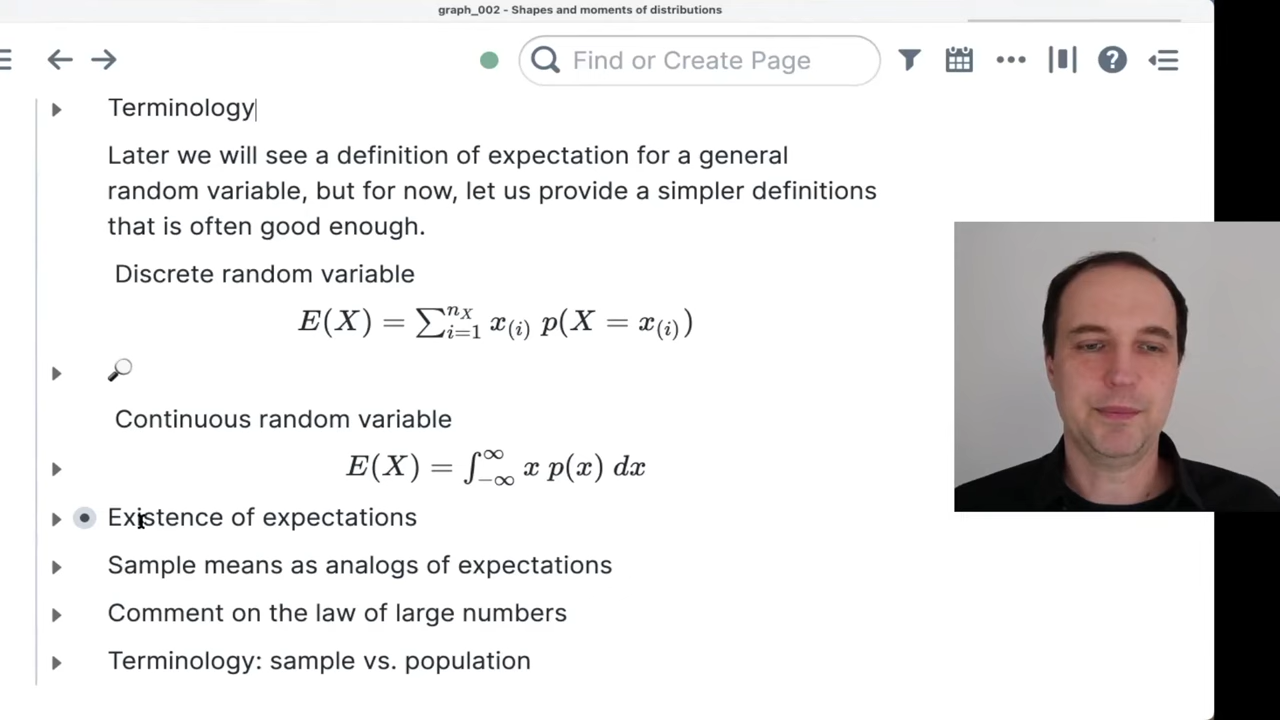 graph_002 - Shapes and moments of distributions
Find or Create Page
Terminology
Later we will see a definition of expectation for a general
random variable, but for now, let us provide a simpler definitions
that is often good enough.
Discrete random variable
E(X) = ∑_{i=1}^{n_X} x_{(i)} p(X = x_{(i)})
Continuous random variable
E(X) = ∫_{-∞}^{∞} x p(x) dx
Existence of expectations
Sample means as analogs of expectations
Comment on the law of large numbers
Terminology: sample vs. population